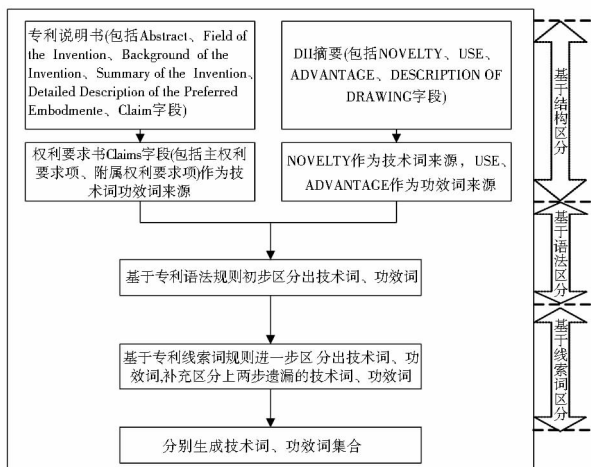 专利说明书(包括Abstract、Field of
the Invention、Background of the
Invention、Summary of the Invention、
Detailed Description of the Preferred
Embodmente、Claim字段)
DII摘要(包括NOVELTY、USE、
ADVANTAGE、DESCRIPTION OF
DRAWING字段)
权利要求书Claims字段(包括主权利
要求项、附属权利要求项)作为技
术词功效词来源
NOVELTY作为技术词来源，USE、
ADVANTAGE作为功效词来源
基于专利语法规则初步区分出技术词、功效词
基于专利线索词规则进一步区分出技术词、功
效词,补充区分上两步遗漏的技术词、功效词
分别生成技术词、功效词集合
基于结构区分
基于语法区分
基于线索词区分